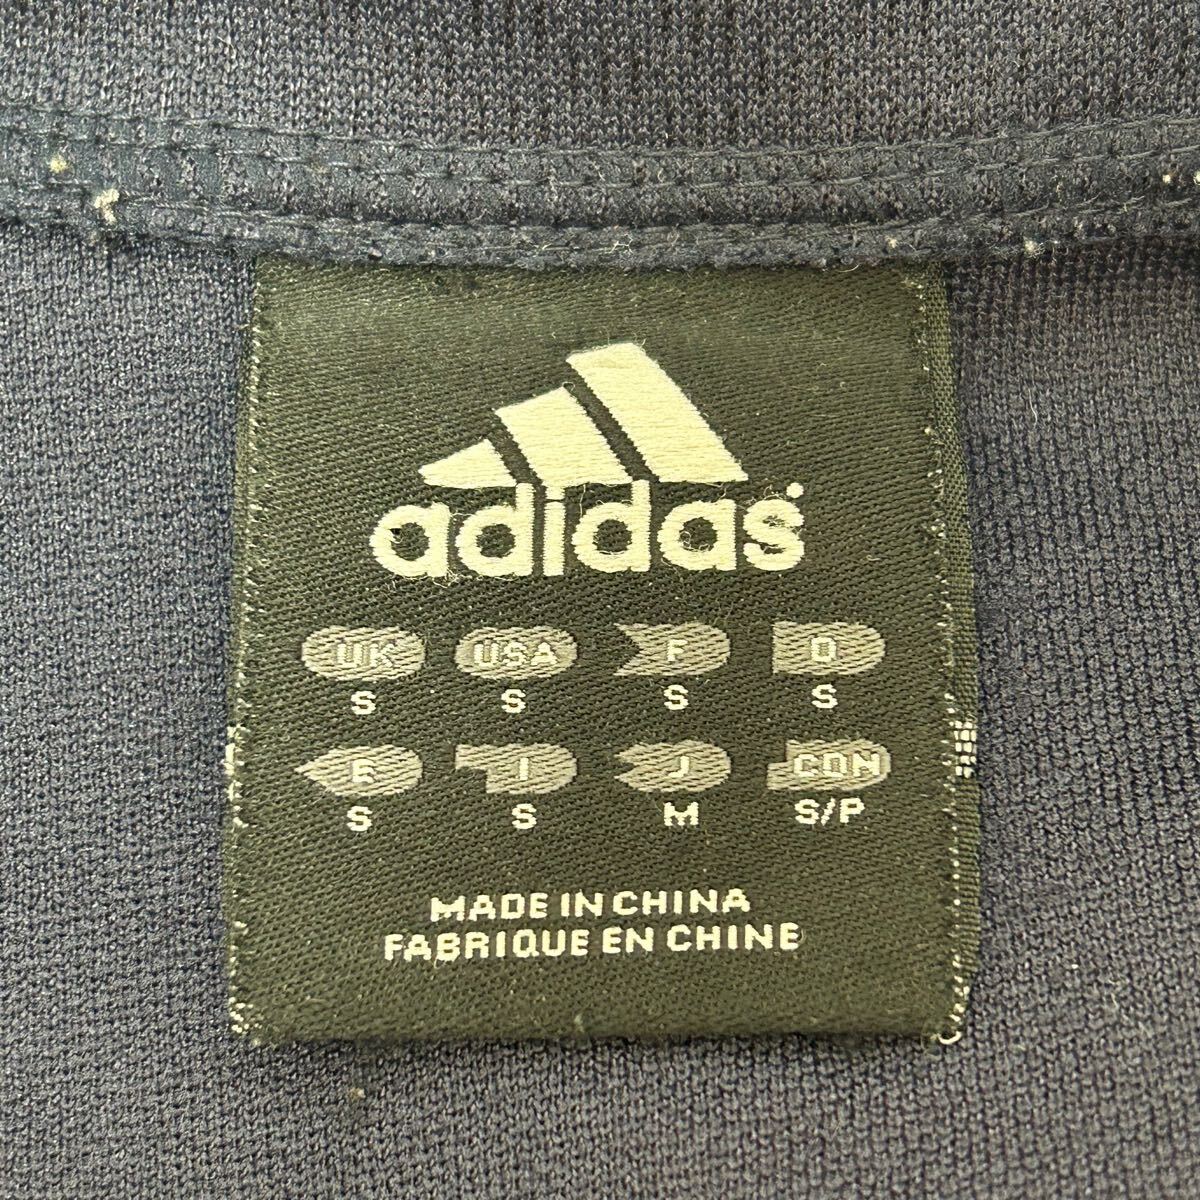 adidas
UK USA F D
S S S S
E I J CDN
S S M S/P
MADE IN CHINA
FABRIQUE EN CHINE